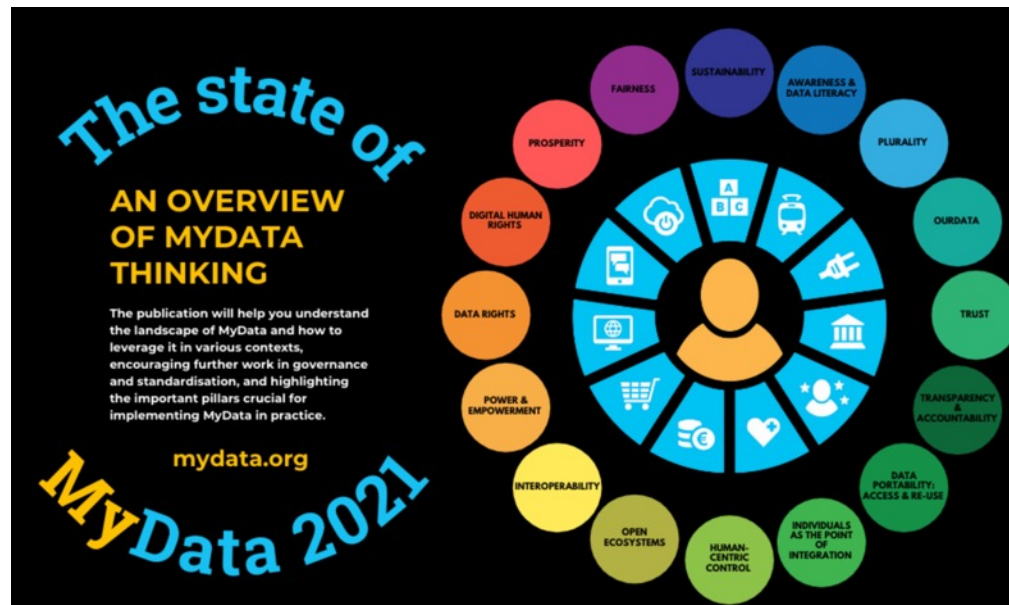 The state of
AN OVERVIEW
OF MYDATA
THINKING
The publication will help you understand
the landscape of MyData and how to
leverage it in various contexts,
encouraging further work in governance
and standardisation, and highlighting
the important pillars crucial for
implementing MyData in practice.
mydata.org
MyData 2021
SUSTAINABILITY
AWARENESS &
DATA LITERACY
PLURALITY
OURDATA
TRUST
TRANSPARENCY
&
ACCOUNTABILITY
DATA
PORTABILITY:
ACCESS & RE-USE
INDIVIDUALS
AS THE POINT
OF
INTEGRATION
HUMAN-
CENTRIC
CONTROL
OPEN
ECOSYSTEMS
INTEROPERABILITY
POWER &
EMPOWERMENT
DATA RIGHTS
DIGITAL HUMAN
RIGHTS
PROSPERITY
FAIRNESS
A
B C
€